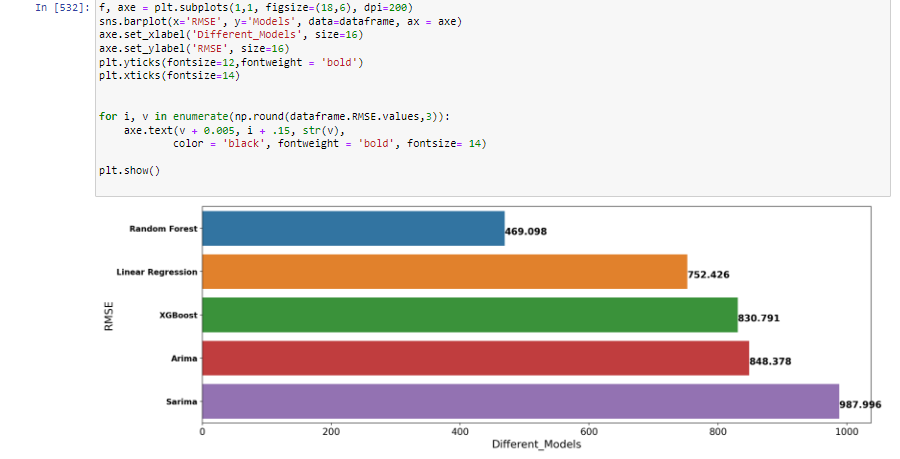 In [532]: f, axe = plt.subplots(1,1, figsize=(18,6), dpi=200)
sns.barplot(x='RMSE', y='Models', data=dataframe, ax = axe)
axe.set_xlabel('Different_Models', size=16)
axe.set_ylabel('RMSE', size=16)
plt.yticks(fontsize=12,fontweight = 'bold')
plt.xticks(fontsize=14)
for i, v in enumerate(np.round(dataframe.RMSE.values,3)):
axe.text(v + 0.005, i + .15, str(v),
color = 'black', fontweight = 'bold', fontsize= 14)
plt.show()
Random Forest 469.098
Linear Regression 752.426
XGBoost 830.791
Arima 848.378
Sarima 987.996
RMSE
0 200 400 600 800 1000
Different_Models